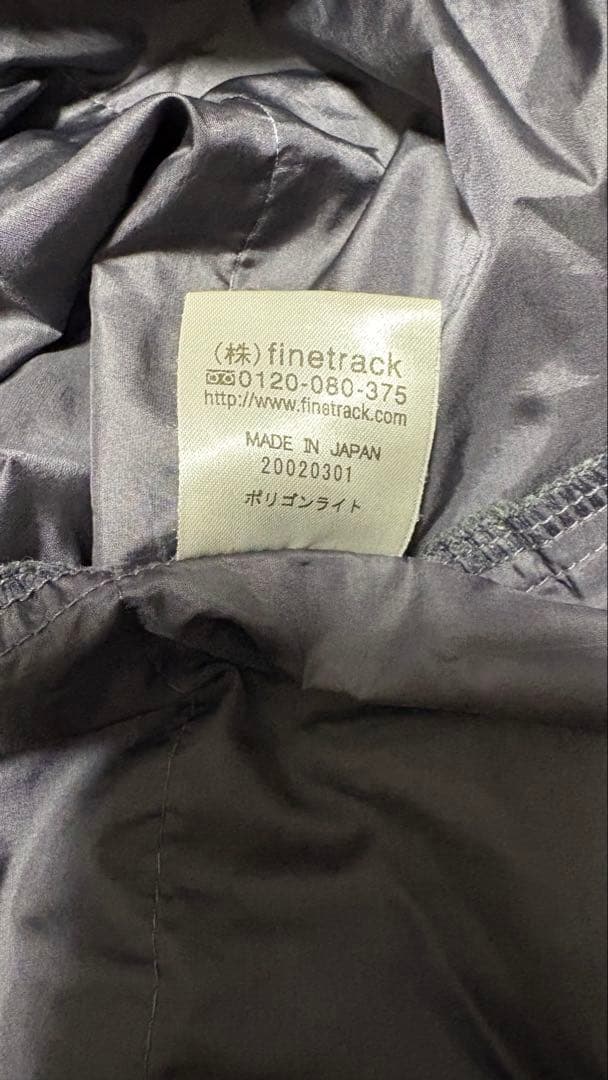 (株)finetrack
0120-080-375
http://www.finetrack.com
MADE IN JAPAN
20020301
ポリゴンライト